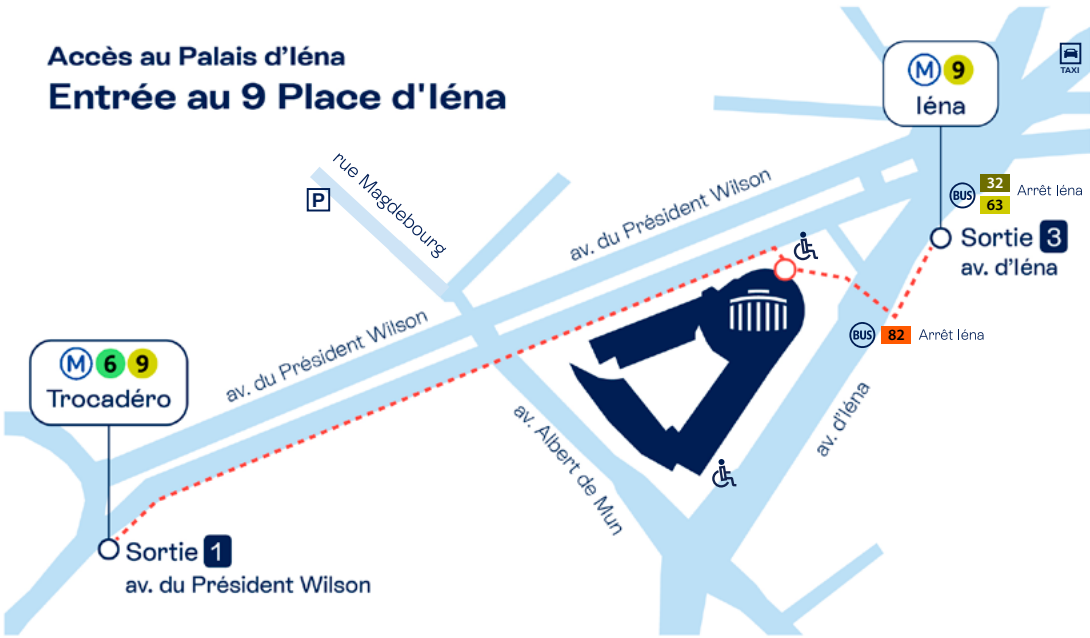 Accès au Palais d'Iéna
Entrée au 9 Place d'Iéna
M 9
Iéna
TAXI
rue Magdebourg
P
av. du Président Wilson
BUS 32 Arrêt Iéna
63
Sortie 3
av. d'Iéna
BUS 82 Arrêt Iéna
av. du Président Wilson
M 6 9
Trocadéro
av. d'Iéna
av. Albert de Mun
Sortie 1
av. du Président Wilson